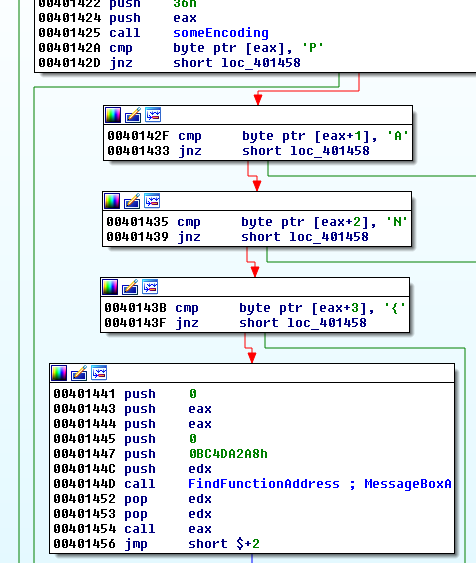 00401422 push    36h
00401424 push    eax
00401425 call    someEncoding
0040142A cmp     byte ptr [eax], 'P'
0040142D jnz     short loc_401458
0040142F cmp     byte ptr [eax+1], 'A'
00401433 jnz     short loc_401458
00401435 cmp     byte ptr [eax+2], 'N'
00401439 jnz     short loc_401458
0040143B cmp     byte ptr [eax+3], '{'
0040143F jnz     short loc_401458
00401441 push    0
00401443 push    eax
00401444 push    eax
00401445 push    0
00401447 push    0BC4DA2A8h
0040144C push    edx
0040144D call    FindFunctionAddress ; MessageBoxA
00401452 pop     edx
00401453 pop     edx
00401454 call    eax
00401456 jmp     short $+2